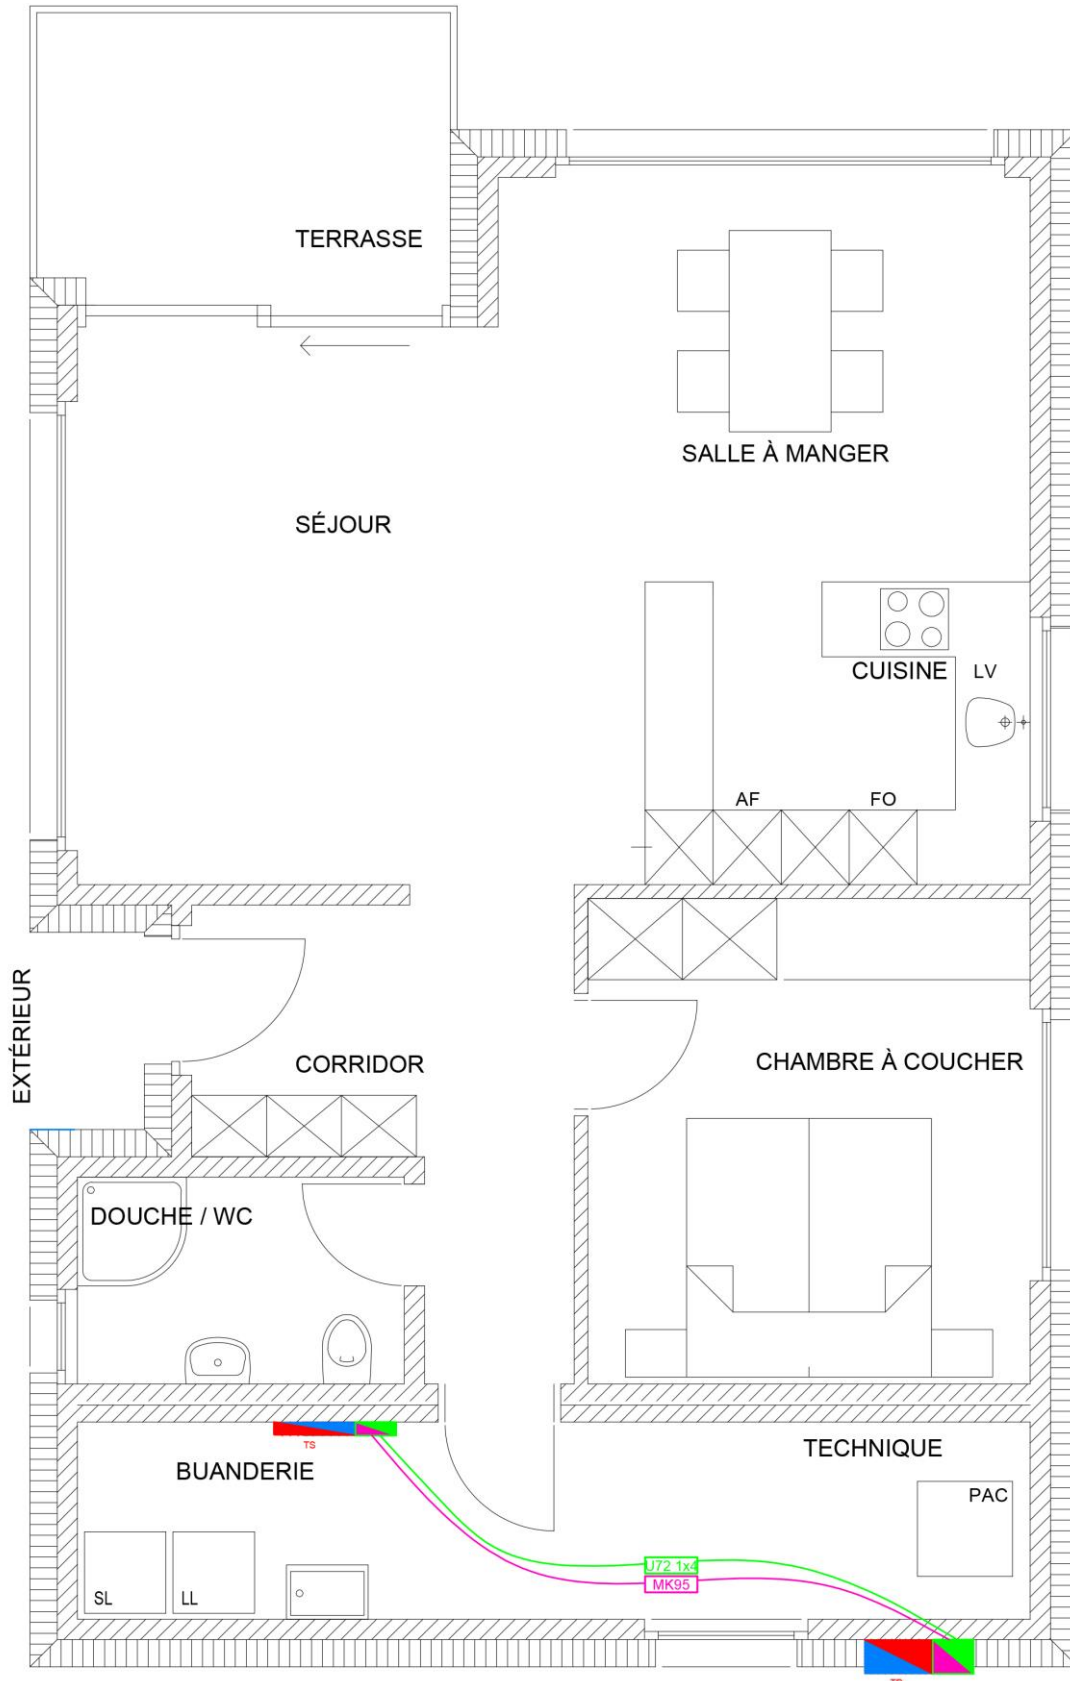 TERRASSE
SALLE À MANGER
SÉJOUR
CUISINE
LV
AF
FO
EXTÉRIEUR
CORRIDOR
CHAMBRE À COUCHER
DOUCHE / WC
TS
BUANDERIE
TECHNIQUE
PAC
U72 1x4
MK95
SL
LL